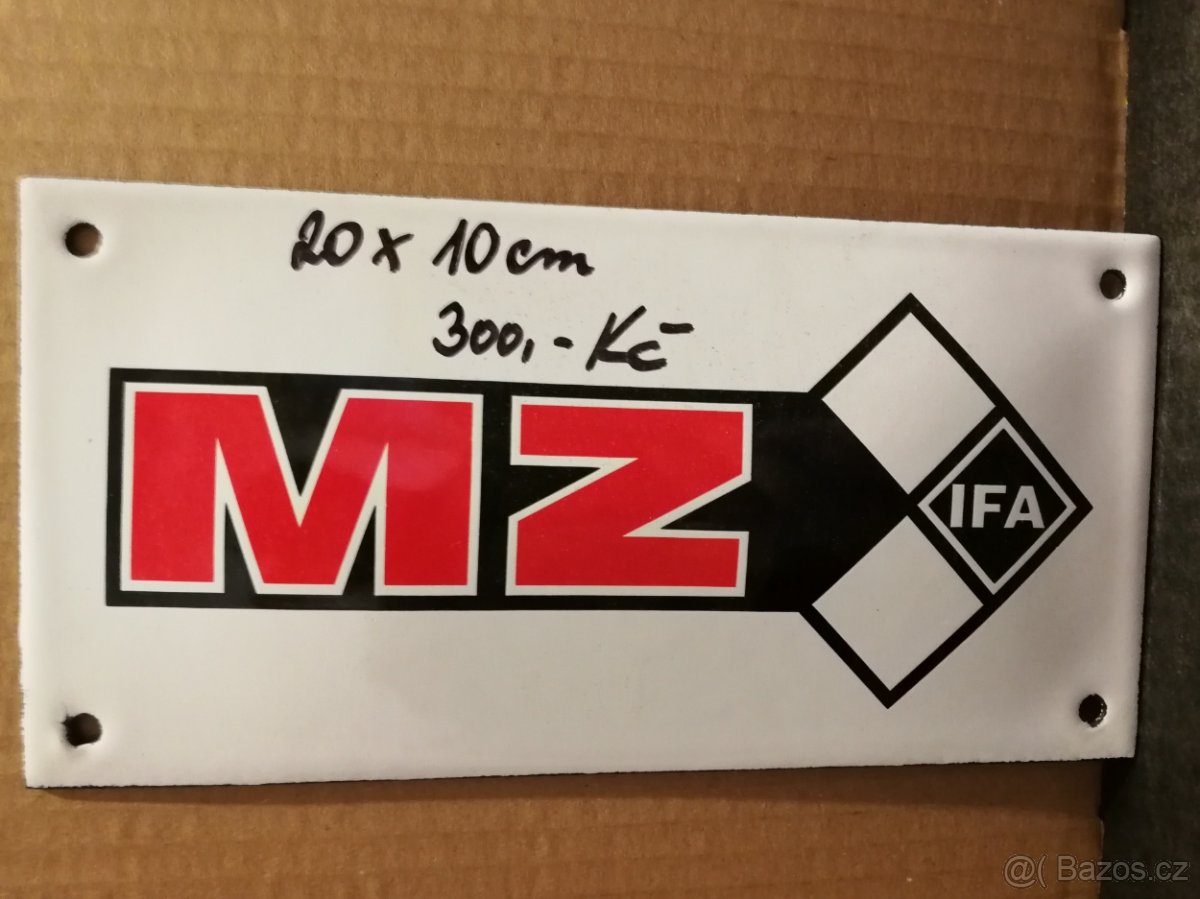 20 x 10 cm
300,- Kč
MZ
IFA
@( Bazos.cz